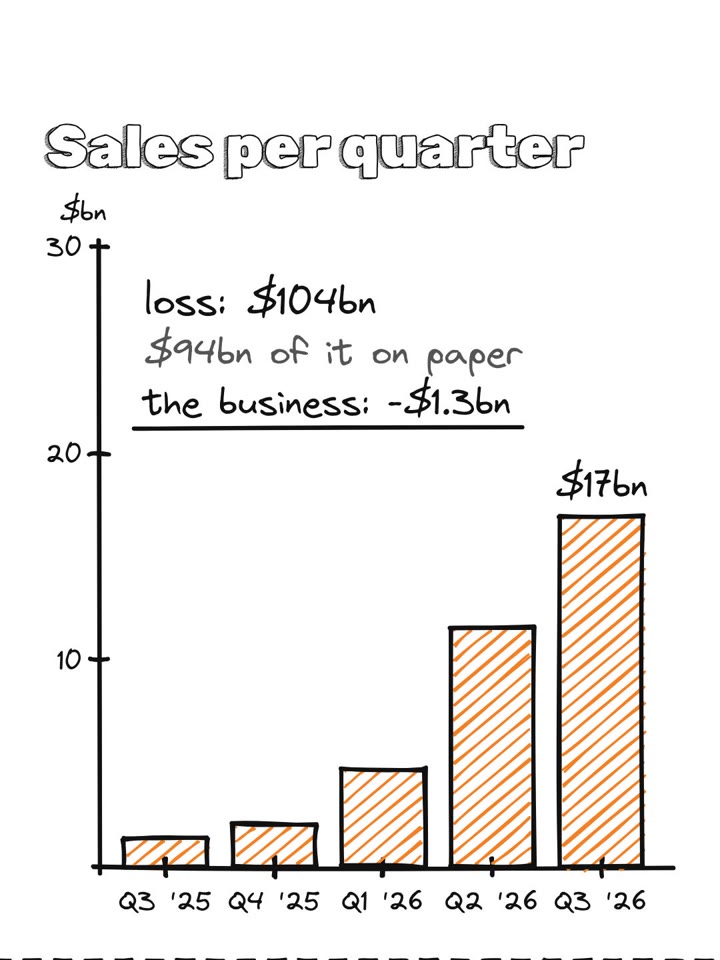 Sales per quarter
$bn
30
loss: $104bn
$94bn of it on paper
the business: -$1.3bn
20
$17bn
10
Q3 '25 Q4 '25 Q1 '26 Q2 '26 Q3 '26